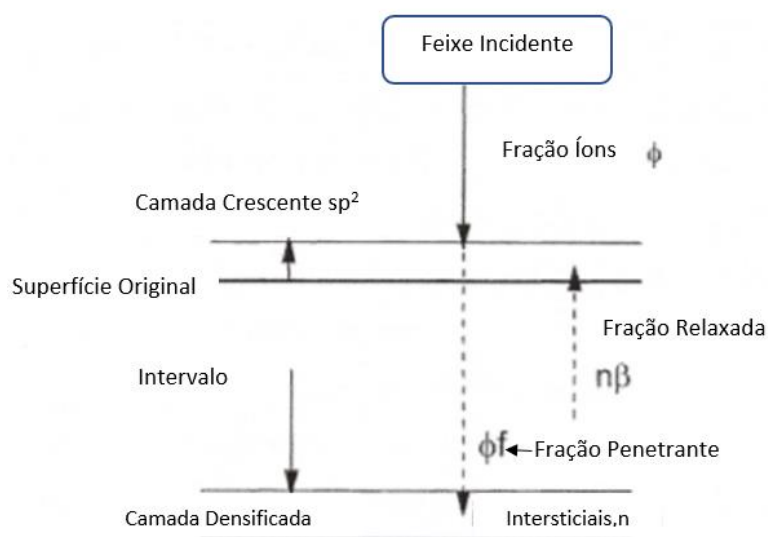 Feixe Incidente
Fração Íons ϕ
Camada Crescente sp²
Superfície Original
Fração Relaxada
Intervalo
nβ
ϕf Fração Penetrante
Camada Densificada
Intersticiais,n